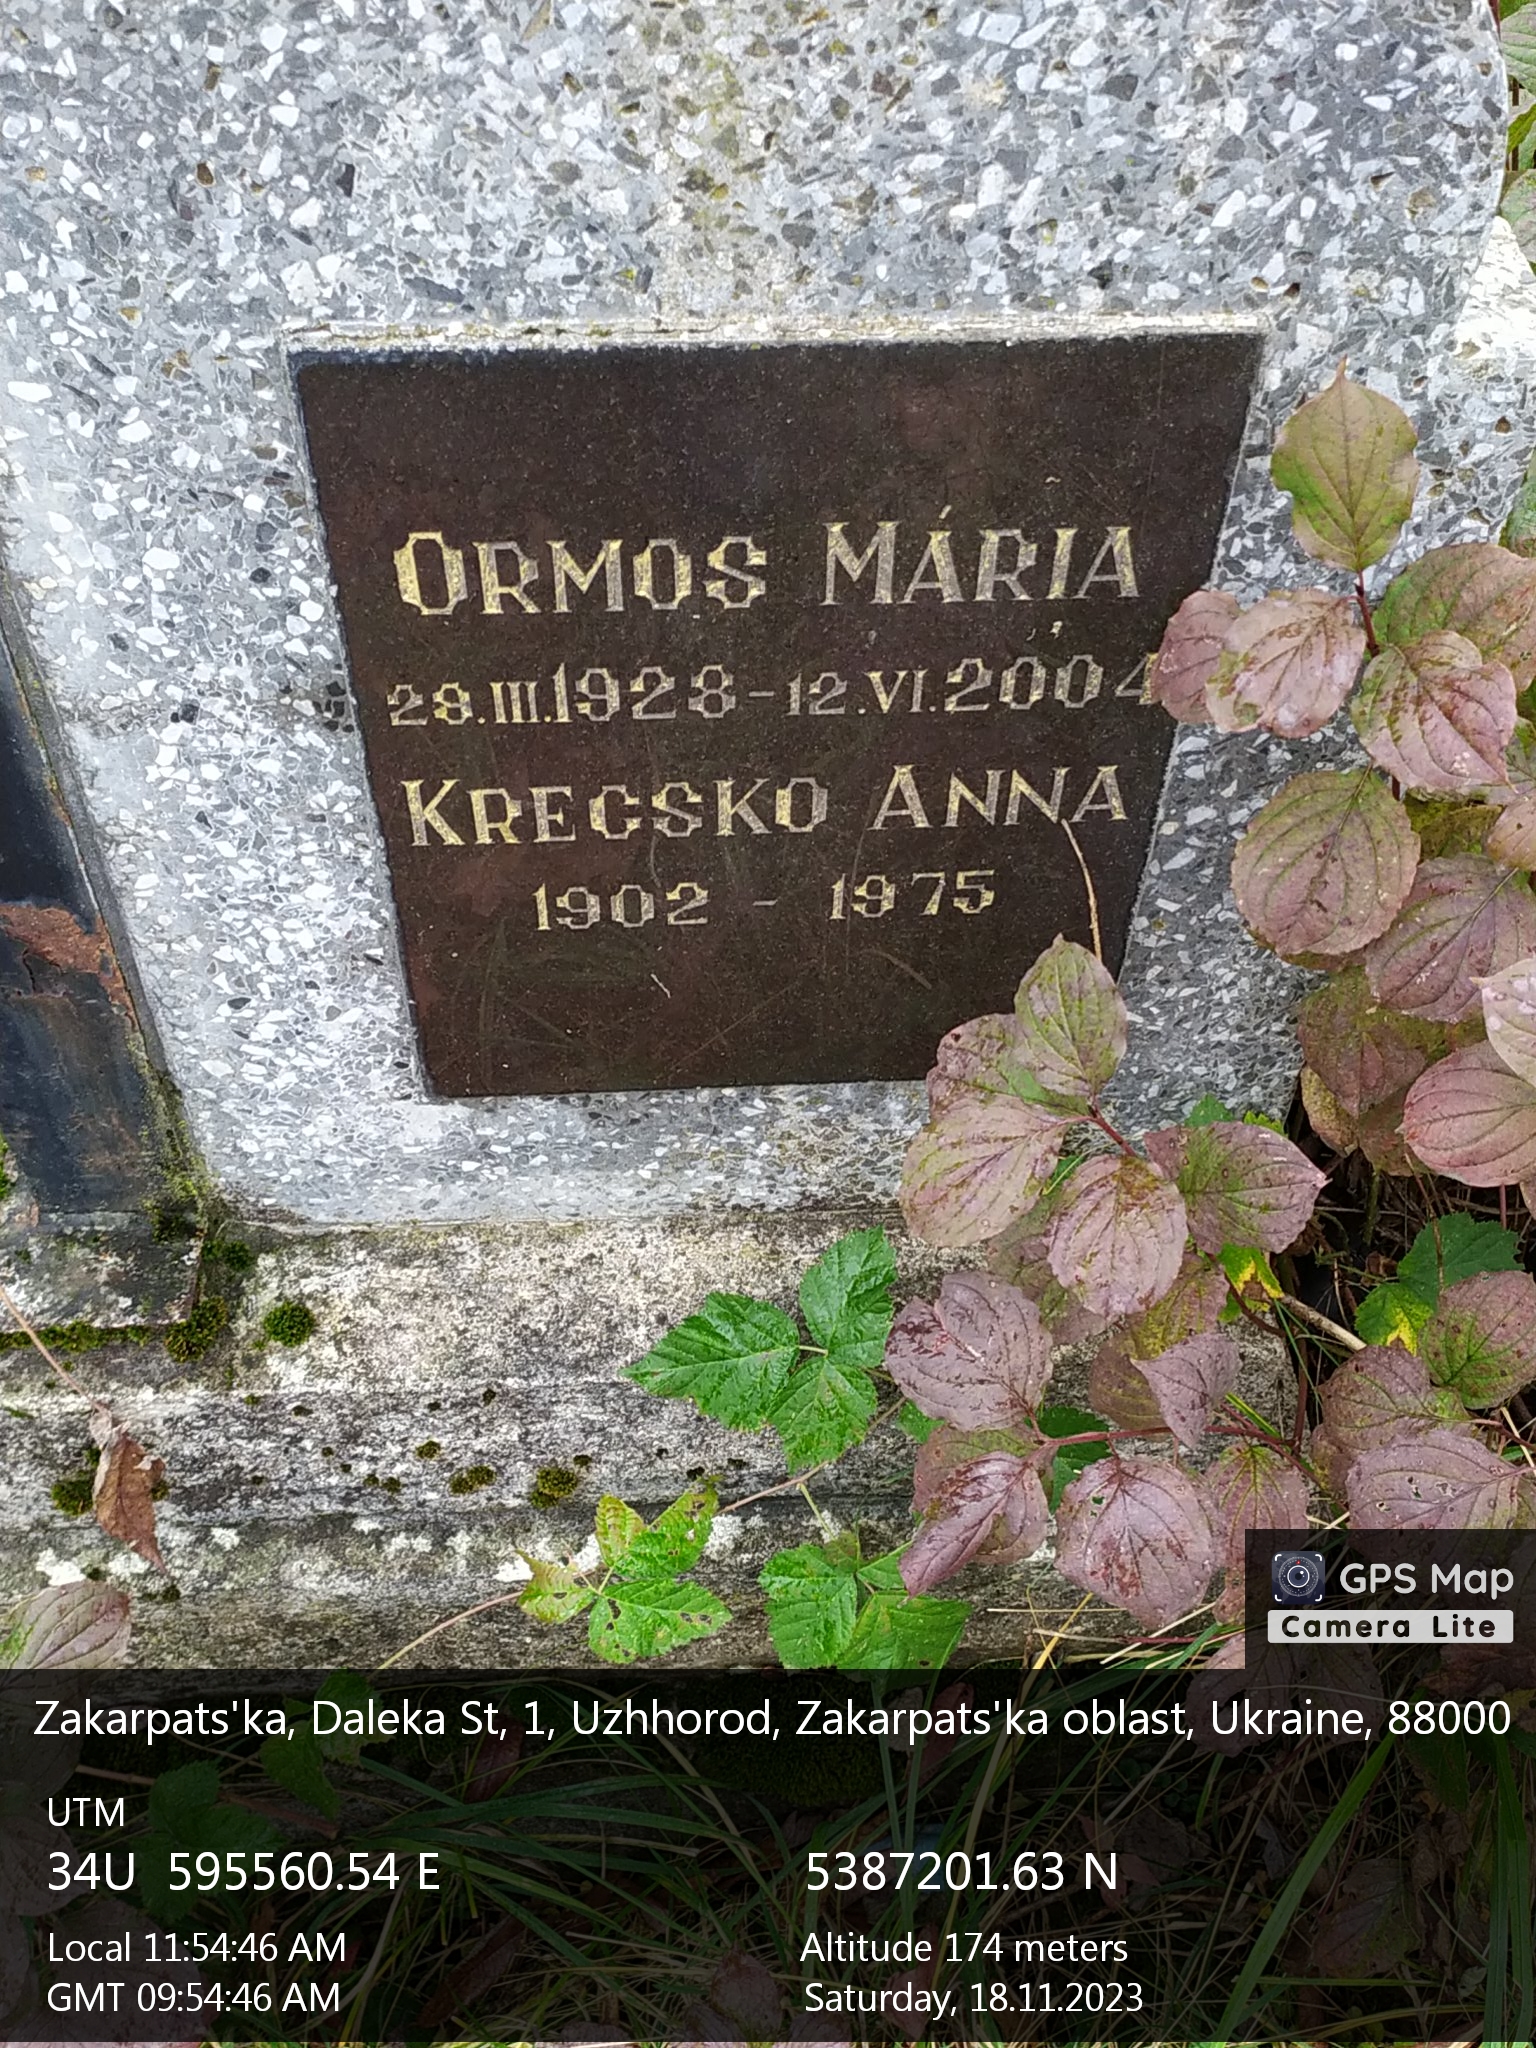 ORMOS MÁRIA
29.III.1928-12.VI.2004
KRECSKO ANNA
1902 - 1975
GPS Map
Camera Lite
Zakarpats'ka, Daleka St, 1, Uzhhorod, Zakarpats'ka oblast, Ukraine, 88000
UTM
34U 595560.54 E 5387201.63 N
Local 11:54:46 AM Altitude 174 meters
GMT 09:54:46 AM Saturday, 18.11.2023